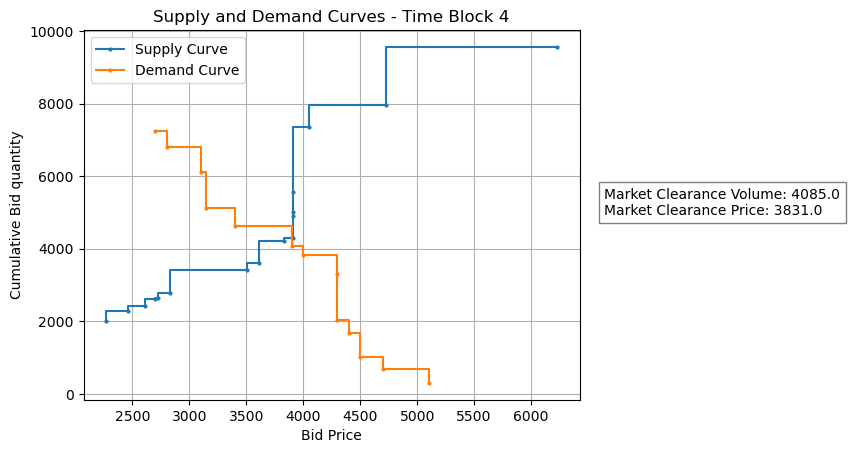 Supply and Demand Curves - Time Block 4
Supply Curve
Demand Curve
Cumulative Bid quantity
10000
8000
6000
4000
2000
0
2500 3000 3500 4000 4500 5000 5500 6000
Bid Price
Market Clearance Volume: 4085.0
Market Clearance Price: 3831.0